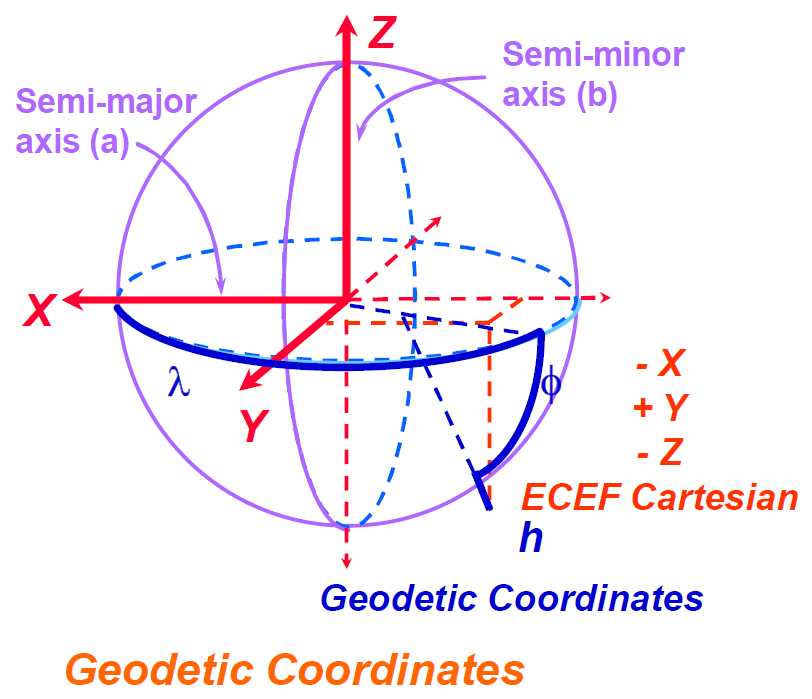 Z
Semi-minor
axis (b)
Semi-major
axis (a)
X
λ
Y
ϕ
- X
+ Y
- Z
ECEF Cartesian
h
Geodetic Coordinates
Geodetic Coordinates